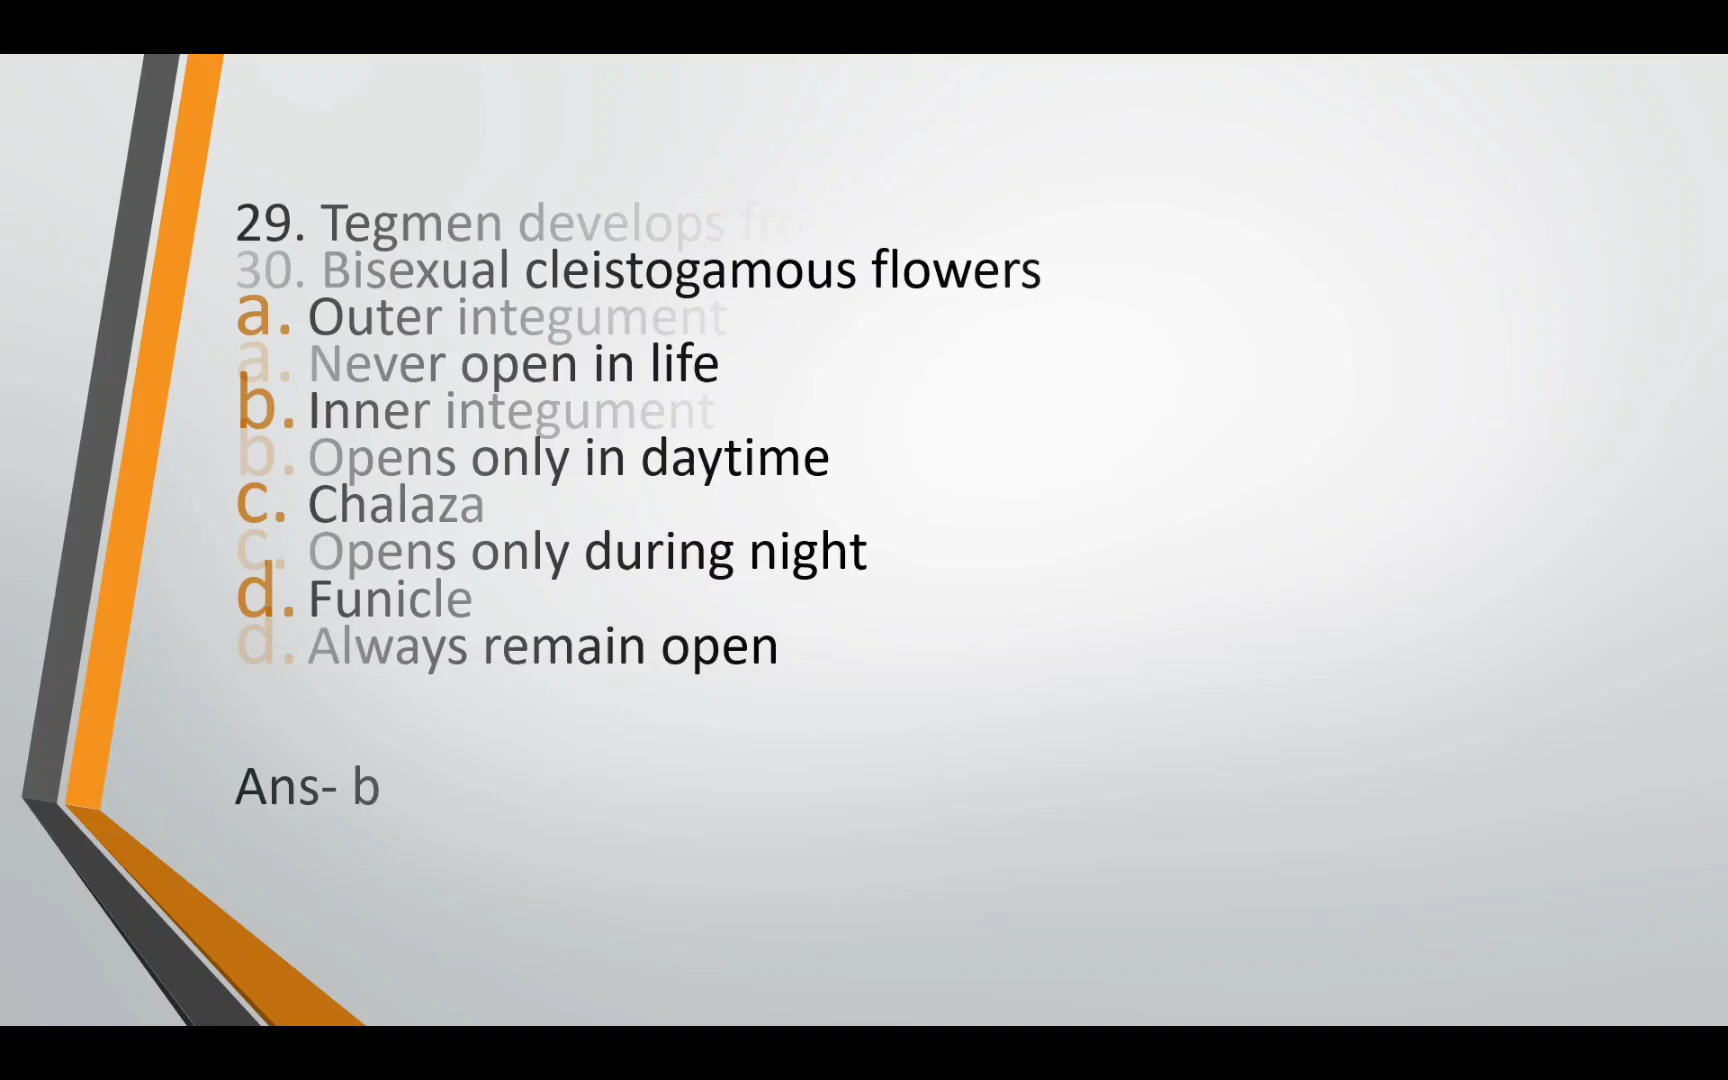 29. Tegmen develops from
30. Bisexual cleistogamous flowers
a. Outer integument
a. Never open in life
b. Inner integument
b. Opens only in daytime
c. Chalaza
c. Opens only during night
d. Funicle
d. Always remain open
Ans- b